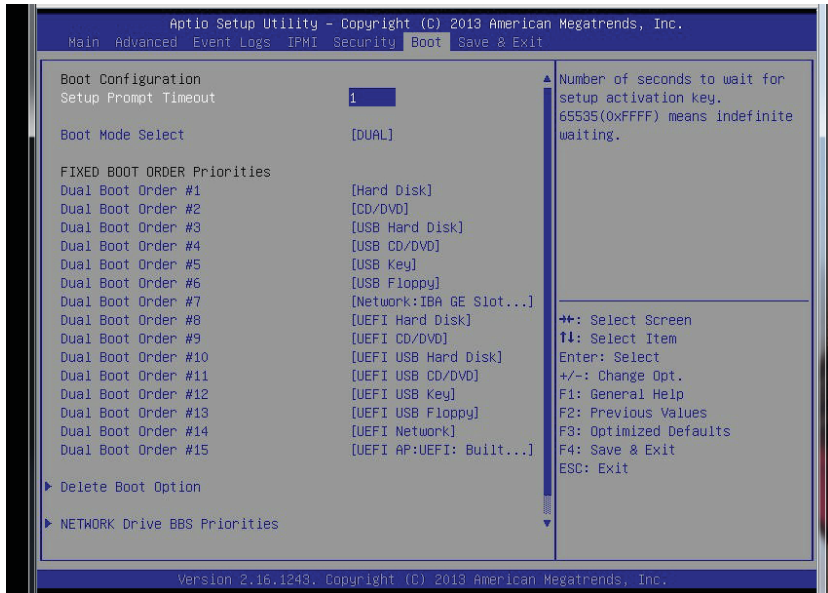 Aptio Setup Utility – Copyright (C) 2013 American Megatrends, Inc.
Main Advanced Event Logs IPMI Security Boot Save & Exit
Boot Configuration
Setup Prompt Timeout 1
Boot Mode Select [DUAL]
FIXED BOOT ORDER Priorities
Dual Boot Order #1 [Hard Disk]
Dual Boot Order #2 [CD/DVD]
Dual Boot Order #3 [USB Hard Disk]
Dual Boot Order #4 [USB CD/DVD]
Dual Boot Order #5 [USB Key]
Dual Boot Order #6 [USB Floppy]
Dual Boot Order #7 [Network:IBA GE Slot...]
Dual Boot Order #8 [UEFI Hard Disk]
Dual Boot Order #9 [UEFI CD/DVD]
Dual Boot Order #10 [UEFI USB Hard Disk]
Dual Boot Order #11 [UEFI USB CD/DVD]
Dual Boot Order #12 [UEFI USB Key]
Dual Boot Order #13 [UEFI USB Floppy]
Dual Boot Order #14 [UEFI Network]
Dual Boot Order #15 [UEFI AP:UEFI: Built...]
Delete Boot Option
NETWORK Drive BBS Priorities
Number of seconds to wait for
setup activation key.
65535(0xFFFF) means indefinite
waiting.
→←: Select Screen
↑↓: Select Item
Enter: Select
+/-: Change Opt.
F1: General Help
F2: Previous Values
F3: Optimized Defaults
F4: Save & Exit
ESC: Exit
Version 2.16.1243. Copyright (C) 2013 American Megatrends, Inc.